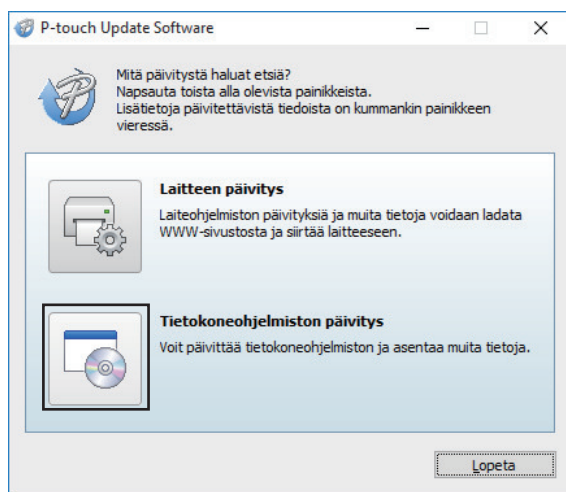 P-touch Update Software
Mitä päivitystä haluat etsiä?
Napsauta toista alla olevista painikkeista.
Lisätietoja päivitettävistä tiedoista on kummankin painikkeen
vieressä.
Laitteen päivitys
Laiteohjelmiston päivityksiä ja muita tietoja voidaan ladata
WWW-sivustosta ja siirtää laitteeseen.
Tietokoneohjelmiston päivitys
Voit päivittää tietokoneohjelmiston ja asentaa muita tietoja.
Lopeta